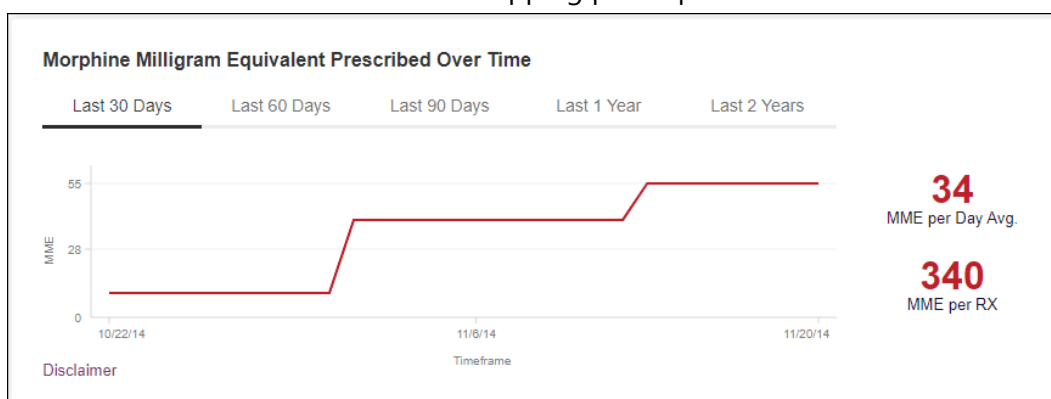 Morphine Milligram Equivalent Prescribed Over Time
Last 30 Days Last 60 Days Last 90 Days Last 1 Year Last 2 Years
55
28
0
MME
10/22/14 11/6/14 11/20/14
Timeframe
34
MME per Day Avg.
340
MME per RX
Disclaimer